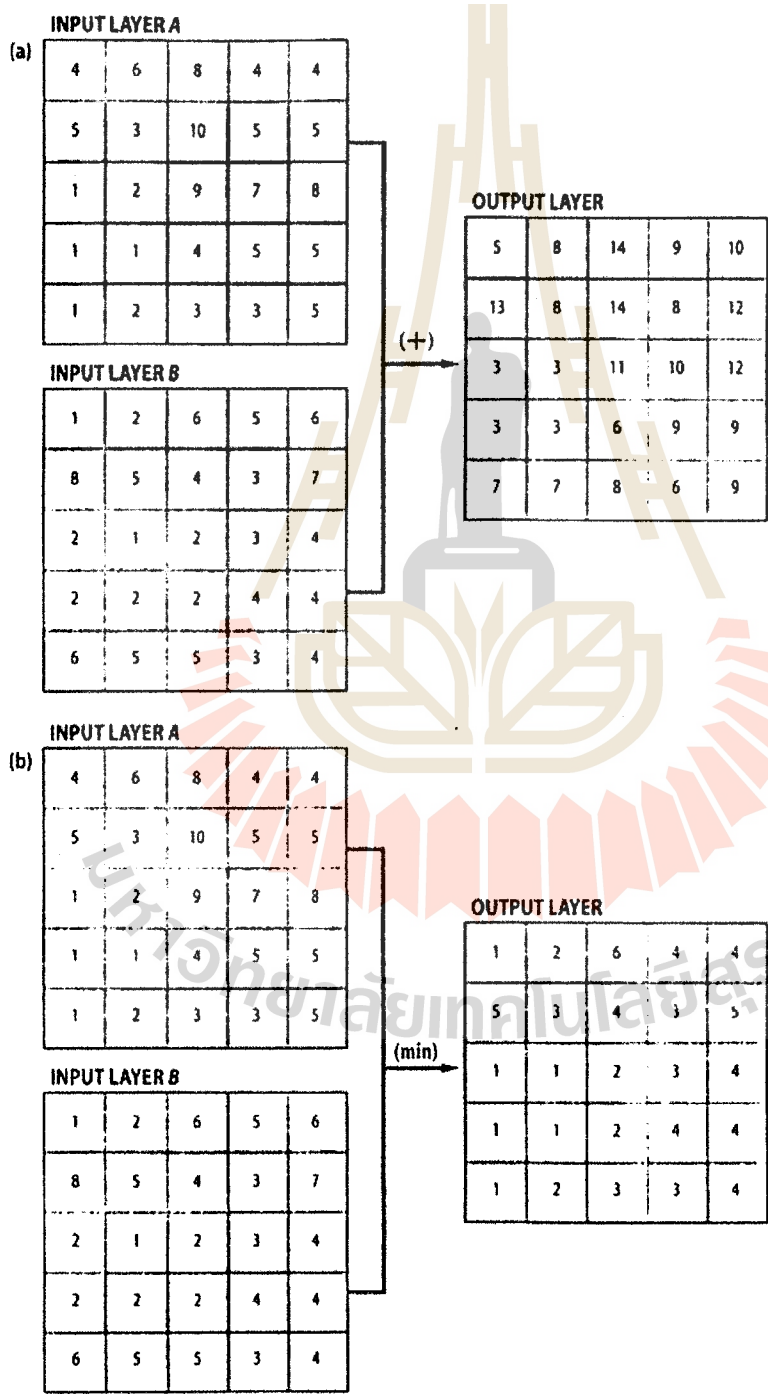 INPUT LAYER A
(a)
4 6 8 4 4
5 3 10 5 5
1 2 9 7 8
1 1 4 5 5
1 2 3 3 5
INPUT LAYER B
1 2 6 5 6
8 5 4 3 7
2 1 2 3 4
2 2 2 4 4
6 5 5 3 4
(+)
OUTPUT LAYER
5 8 14 9 10
13 8 14 8 12
3 3 11 10 12
3 3 6 9 9
7 7 8 6 9
INPUT LAYER A
(b)
4 6 8 4 4
5 3 10 5 5
1 2 9 7 8
1 1 4 5 5
1 2 3 3 5
INPUT LAYER B
1 2 6 5 6
8 5 4 3 7
2 1 2 3 4
2 2 2 4 4
6 5 5 3 4
(min)
OUTPUT LAYER
1 2 6 4 4
5 3 4 3 5
1 1 2 3 4
1 1 2 4 4
1 2 3 3 4